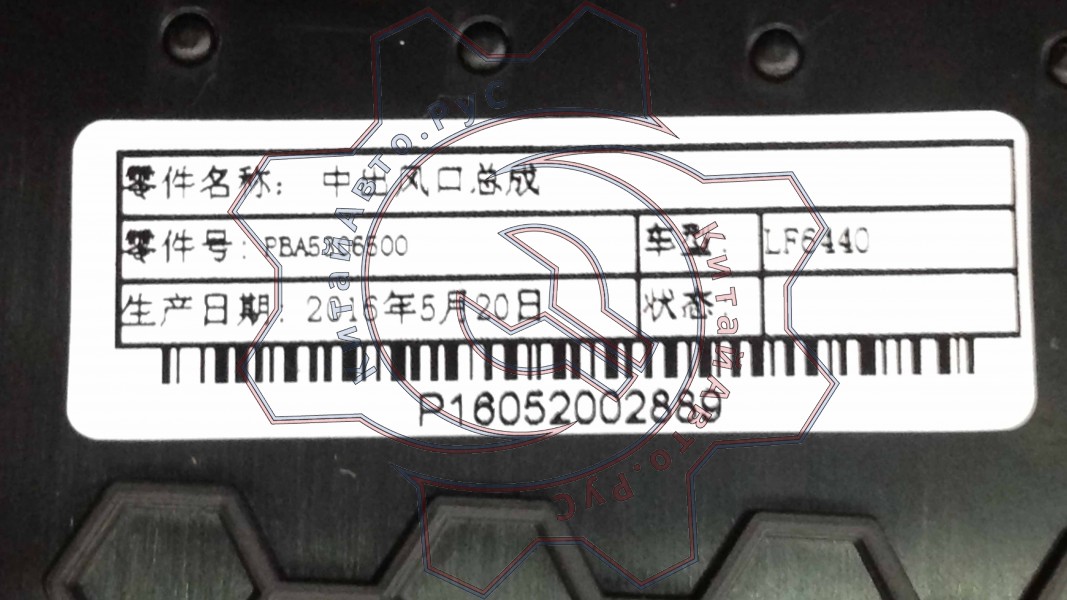 零件名称: 中出风口总成
零件号: PBA5306500 车型: LF6440
生产日期: 2016年5月20日 状态
P16052002889
КитайАвто.Рус
КитайАвто.Рус